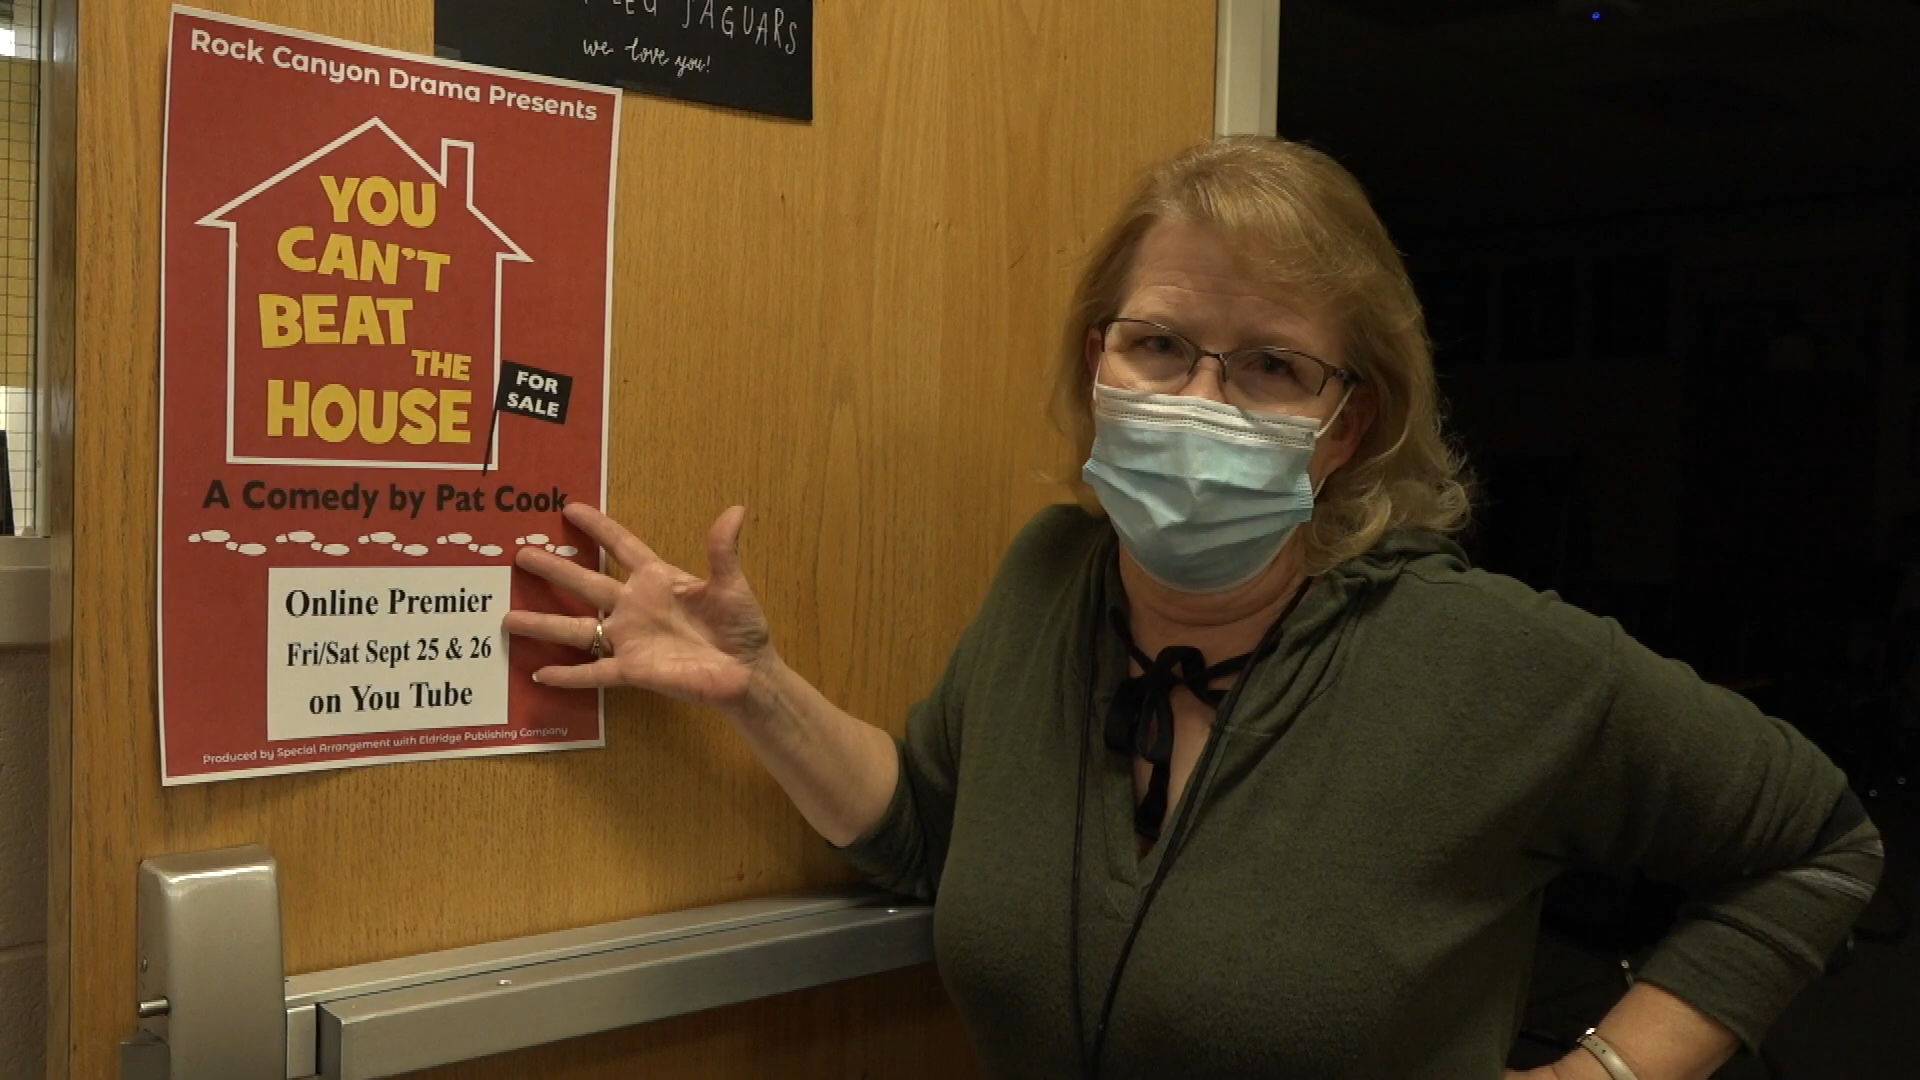 JAGUARS
we love you!
Rock Canyon Drama Presents
YOU
CAN'T
BEAT
THE
HOUSE
FOR
SALE
A Comedy by Pat Cook
Online Premier
Fri/Sat Sept 25 & 26
on You Tube
Produced by Special Arrangement with Eldridge Publishing Company